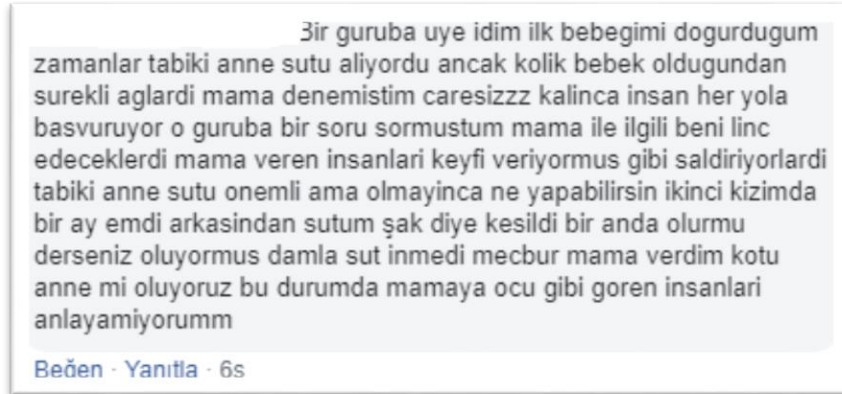 Bir guruba uye idim ilk bebegimi dogurdugum
zamanlar tabiki anne sutu aliyordu ancak kolik bebek oldugundan
surekli aglardi mama denemistim caresizzz kalinca insan her yola
basvuruyor o guruba bir soru sormustum mama ile ilgili beni linc
edeceklerdi mama veren insanlari keyfi veriyormus gibi saldiriyorlardi
tabiki anne sutu onemli ama olmayinca ne yapabilirsin ikinci kizimda
bir ay emdi arkasindan sutum şak diye kesildi bir anda olurmu
derseniz oluyormus damla sut inmedi mecbur mama verdim kotu
anne mi oluyoruz bu durumda mamaya ocu gibi goren insanlari
anlayamiyorumm
Beğen · Yanıtla · 6s